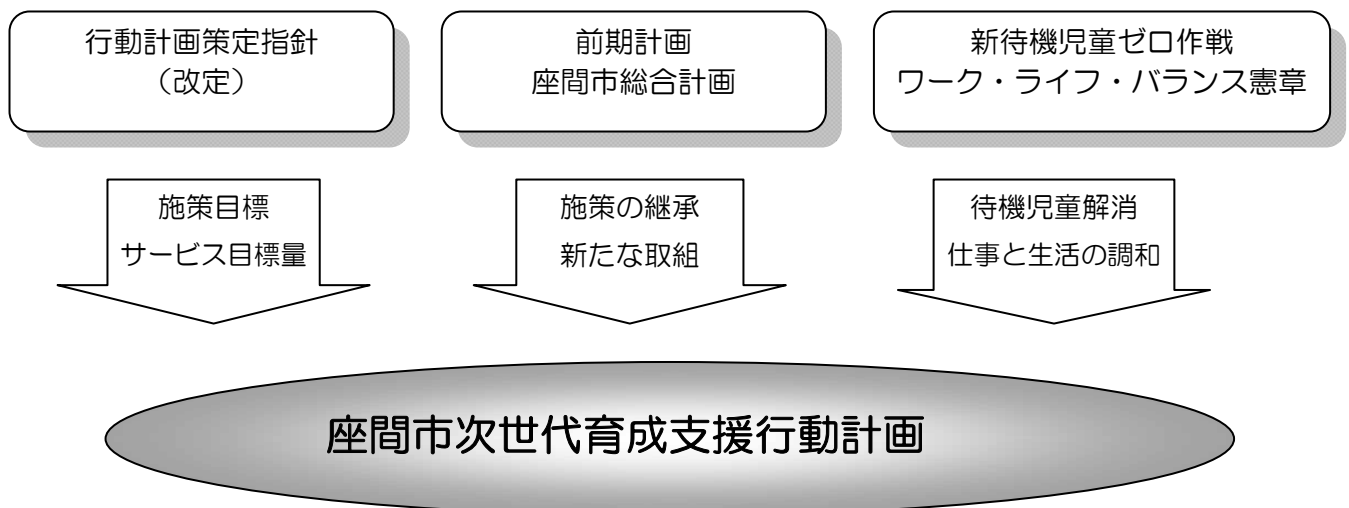 行動計画策定指針
（改定）
前期計画
座間市総合計画
新待機児童ゼロ作戦
ワーク・ライフ・バランス憲章
施策目標
サービス目標量
施策の継承
新たな取組
待機児童解消
仕事と生活の調和
座間市次世代育成支援行動計画